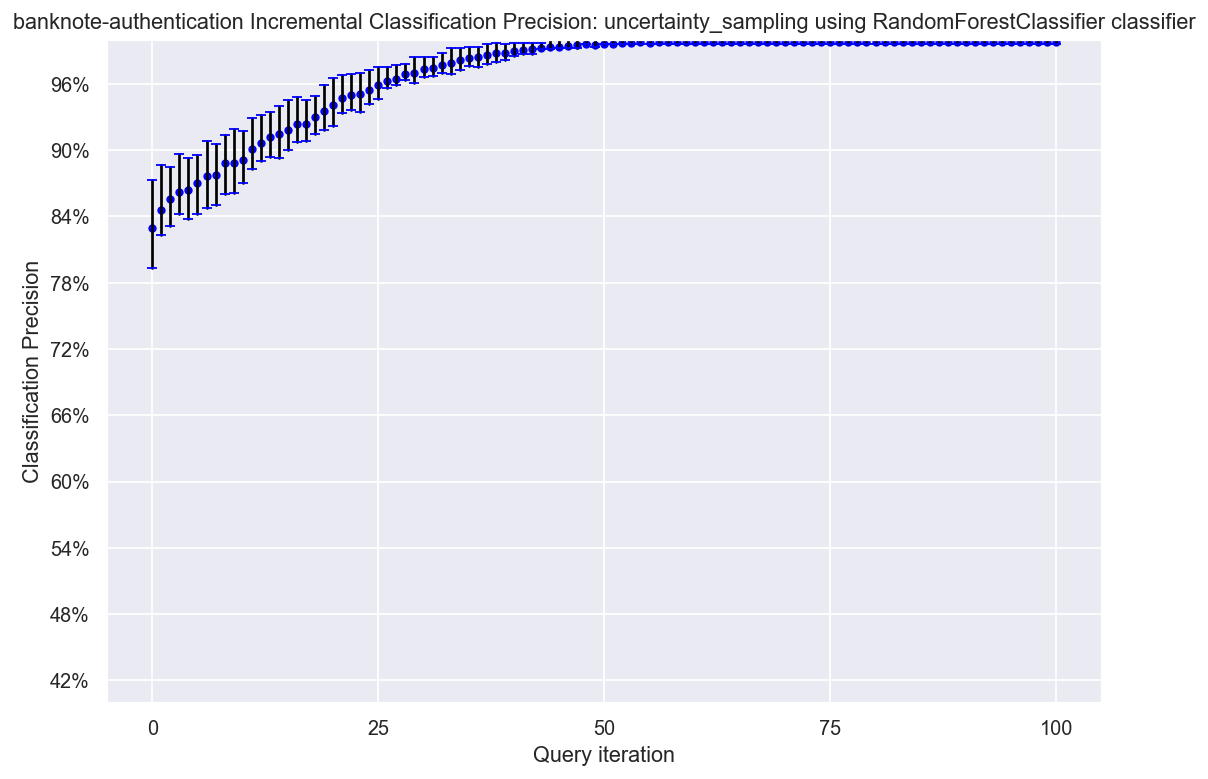 banknote-authentication Incremental Classification Precision: uncertainty_sampling using RandomForestClassifier classifier
96%
90%
84%
78%
72%
66%
60%
54%
48%
42%
Classification Precision
0 25 50 75 100
Query iteration